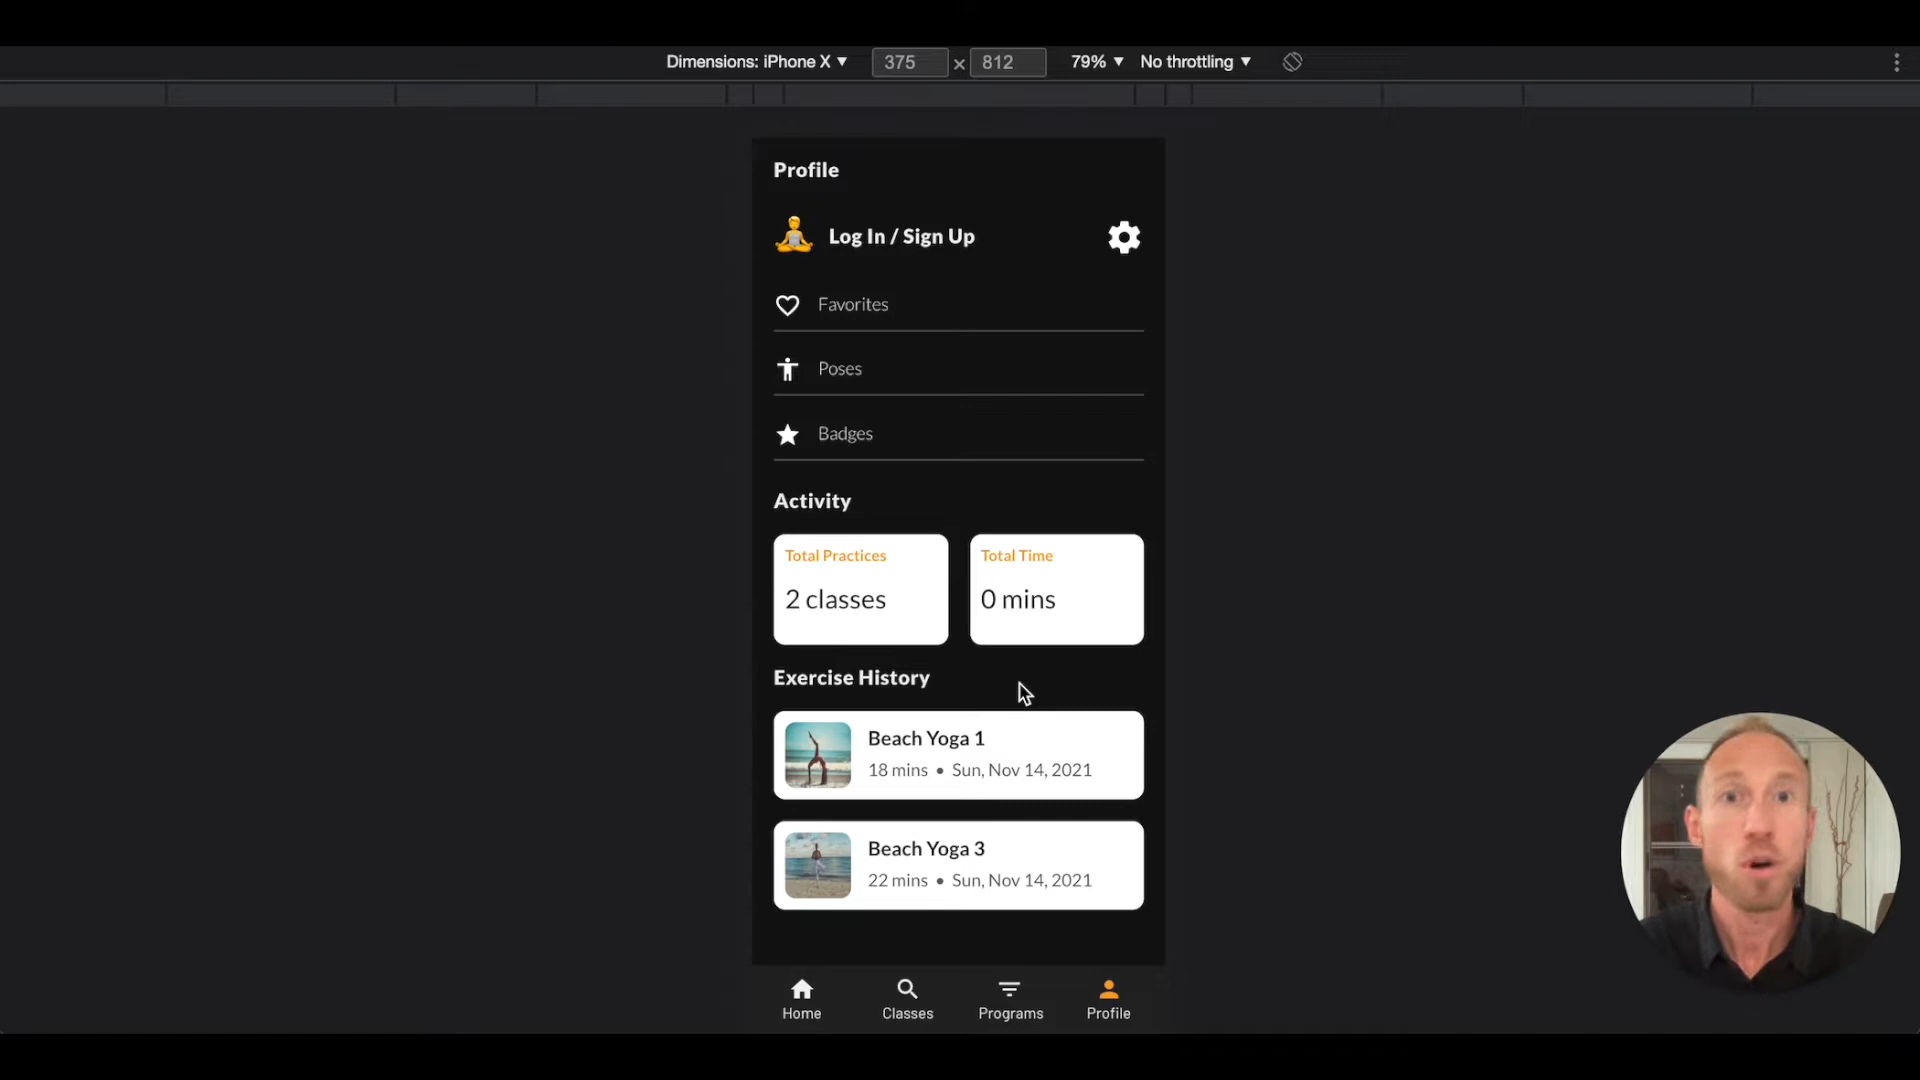 Dimensions: iPhone X ▼ 375 × 812 79% ▼ No throttling ▼
Profile
Log In / Sign Up
Favorites
Poses
Badges
Activity
Total Practices
2 classes
Total Time
0 mins
Exercise History
Beach Yoga 1
18 mins • Sun, Nov 14, 2021
Beach Yoga 3
22 mins • Sun, Nov 14, 2021
Home Classes Programs Profile